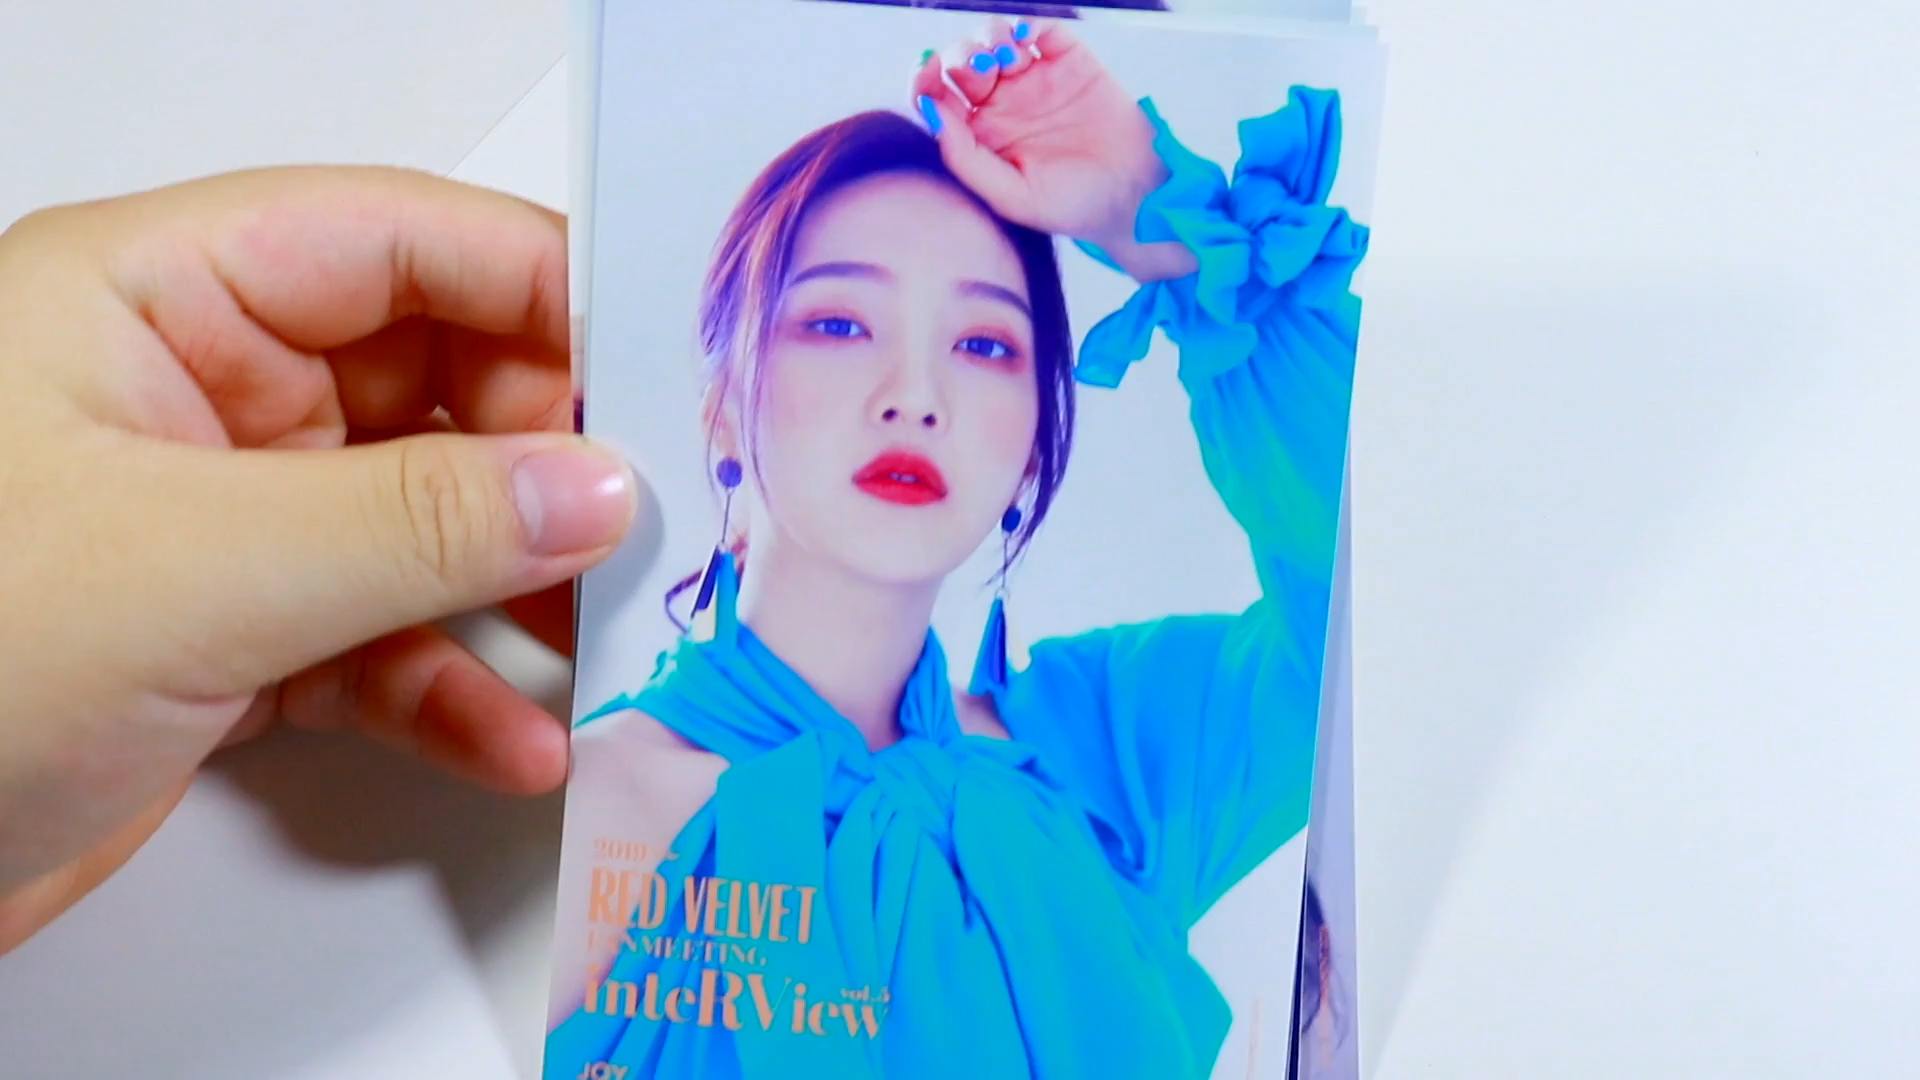 2019
RED VELVET
FANMEETING
inteRView vol.5
JOY